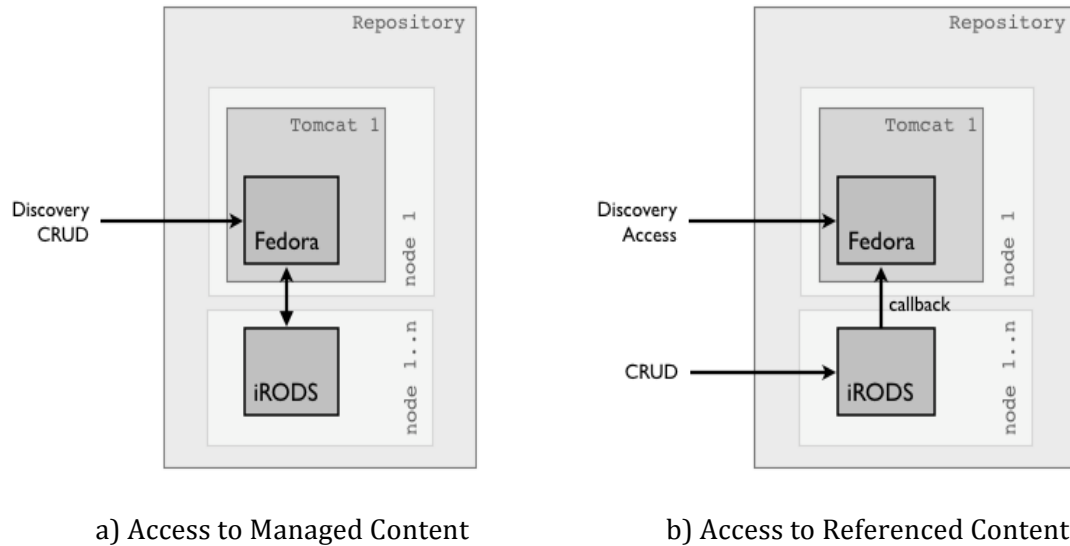 Repository
Tomcat 1
Discovery
CRUD
Fedora
node 1
iRODS
node 1..n
a) Access to Managed Content
Repository
Tomcat 1
Discovery
Access
Fedora
node 1
callback
CRUD
iRODS
node 1..n
b) Access to Referenced Content